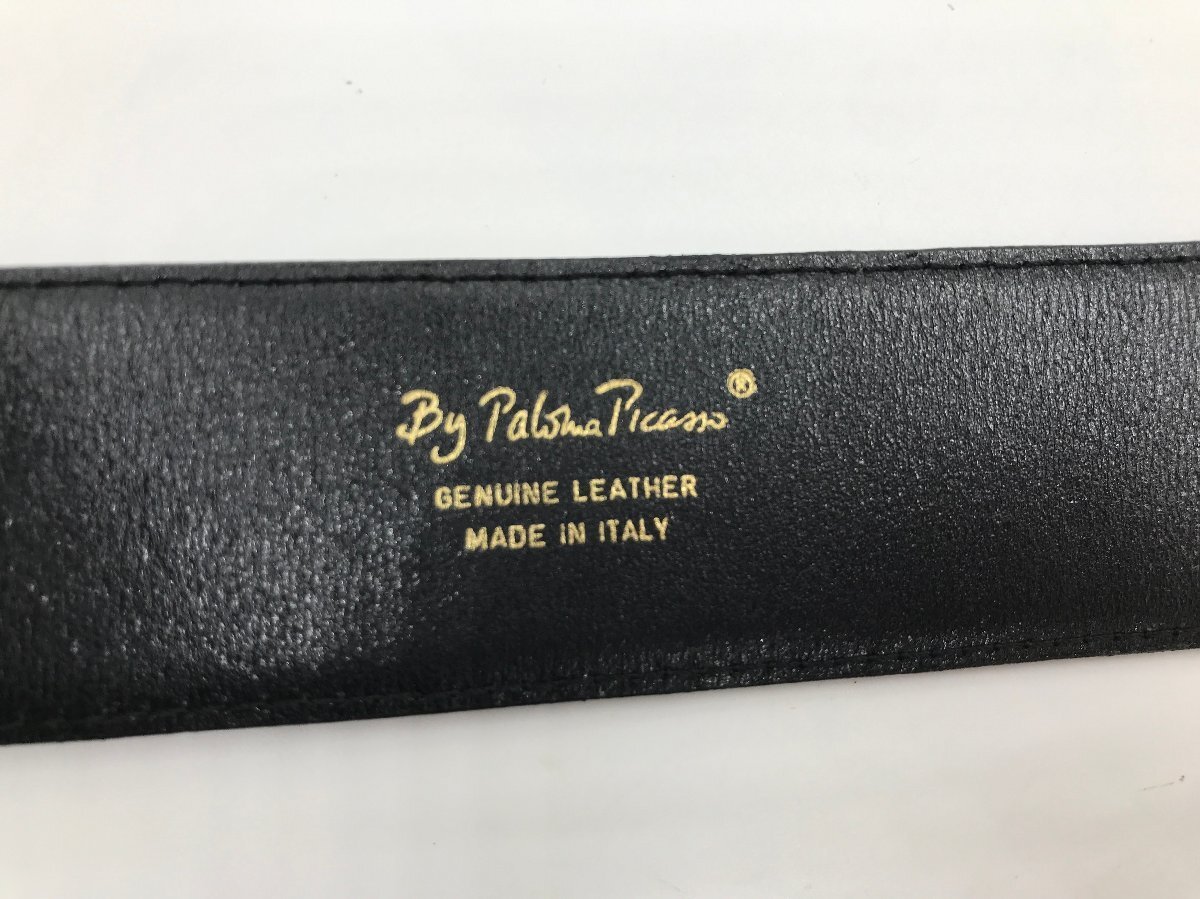 By Paloma Picasso®
GENUINE LEATHER
MADE IN ITALY